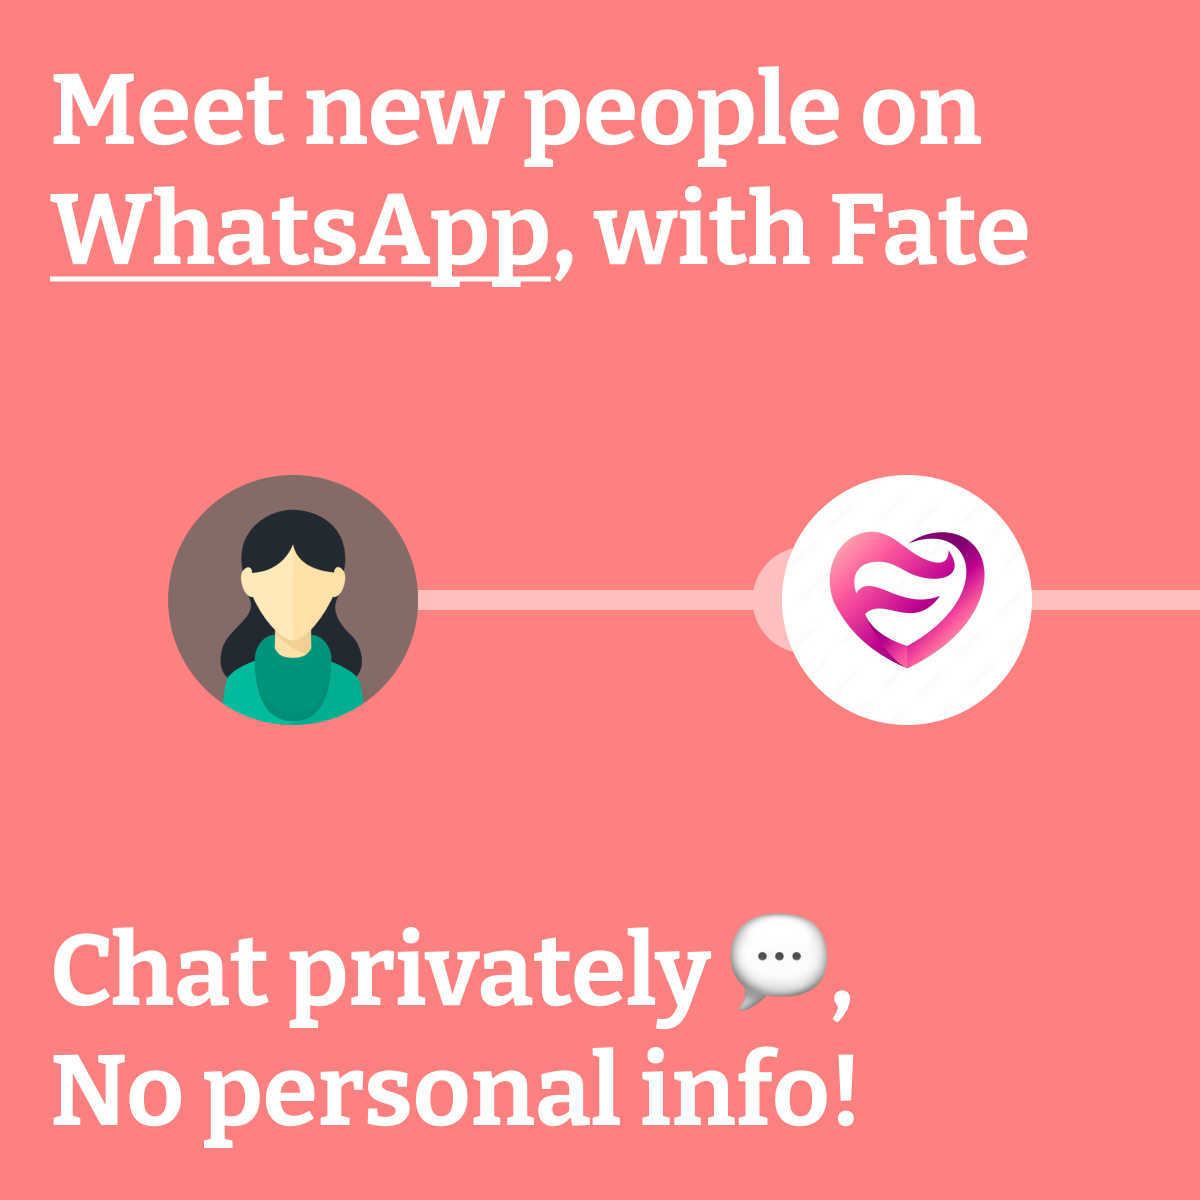 Meet new people on
WhatsApp, with Fate
Chat privately 💬,
No personal info!